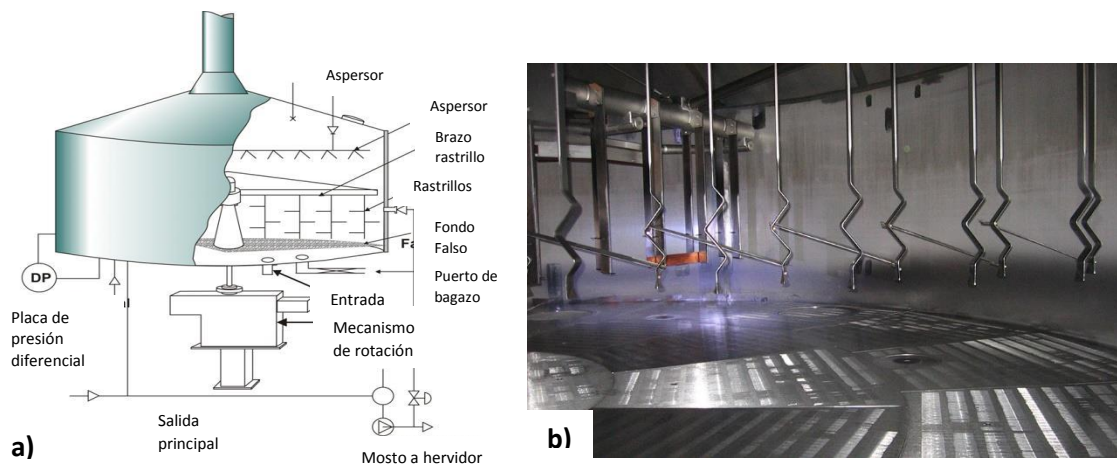 Aspersor
Aspersor
Brazo
rastrillo
Rastrillos
Fondo
Falso
Puerto de
bagazo
Entrada
Mecanismo
de rotación
DP
Placa de
presión
diferencial
Salida
principal
Mosto a hervidor
a)
b)